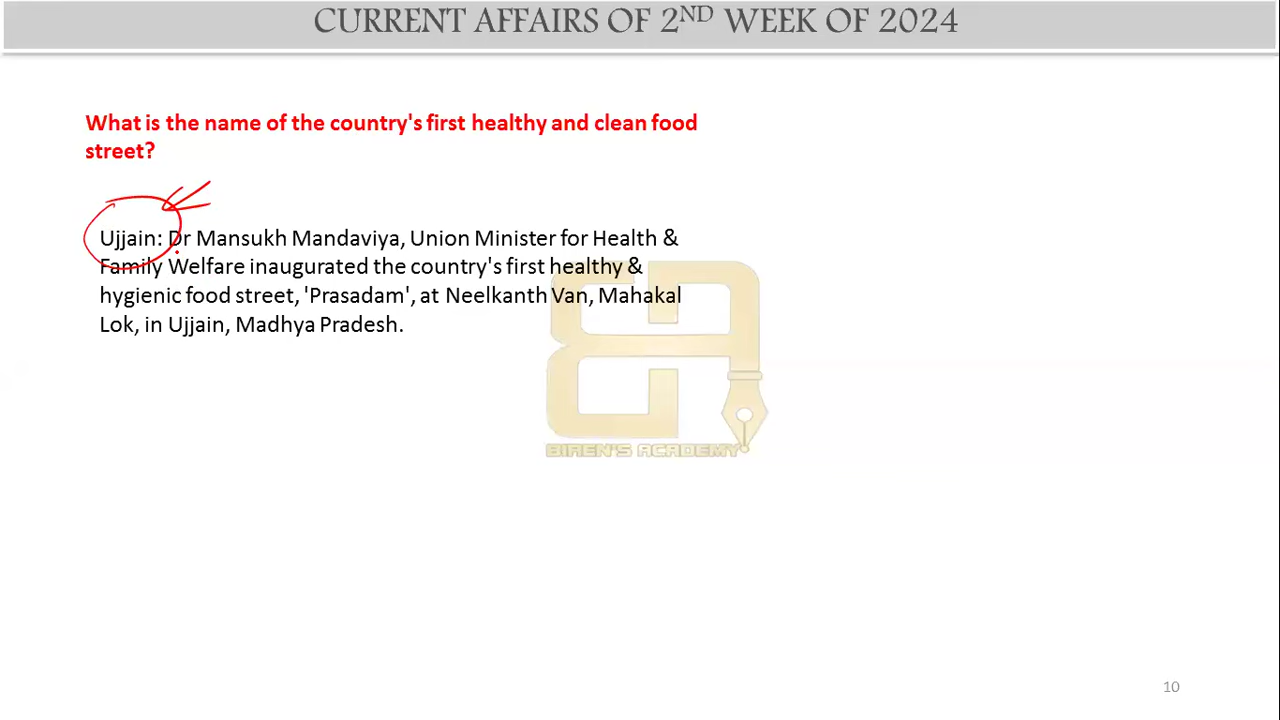 CURRENT AFFAIRS OF 2ND WEEK OF 2024
What is the name of the country's first healthy and clean food
street?
Ujjain: Dr Mansukh Mandaviya, Union Minister for Health &
Family Welfare inaugurated the country's first healthy &
hygienic food street, 'Prasadam', at Neelkanth Van, Mahakal
Lok, in Ujjain, Madhya Pradesh.
BIREN'S ACADEMY
10